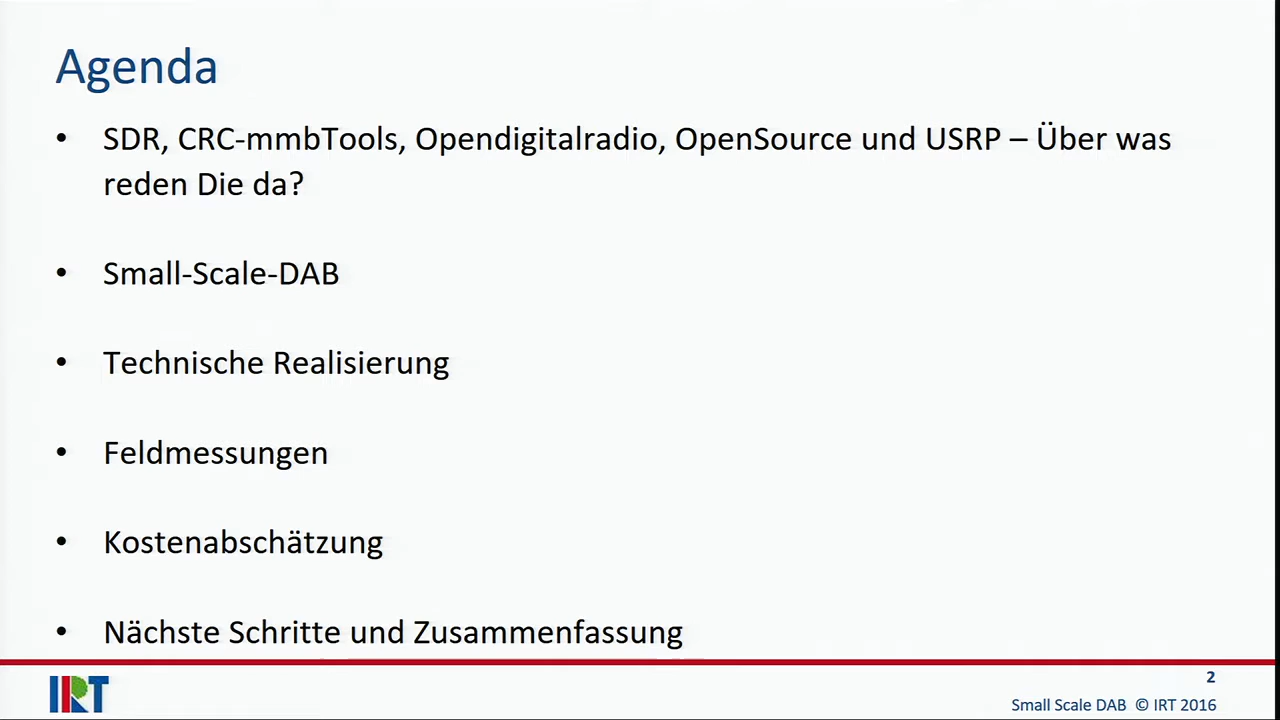 Agenda
• SDR, CRC-mmbTools, Opendigitalradio, OpenSource und USRP – Über was
reden Die da?
• Small-Scale-DAB
• Technische Realisierung
• Feldmessungen
• Kostenabschätzung
• Nächste Schritte und Zusammenfassung
IRT
2
Small Scale DAB © IRT 2016